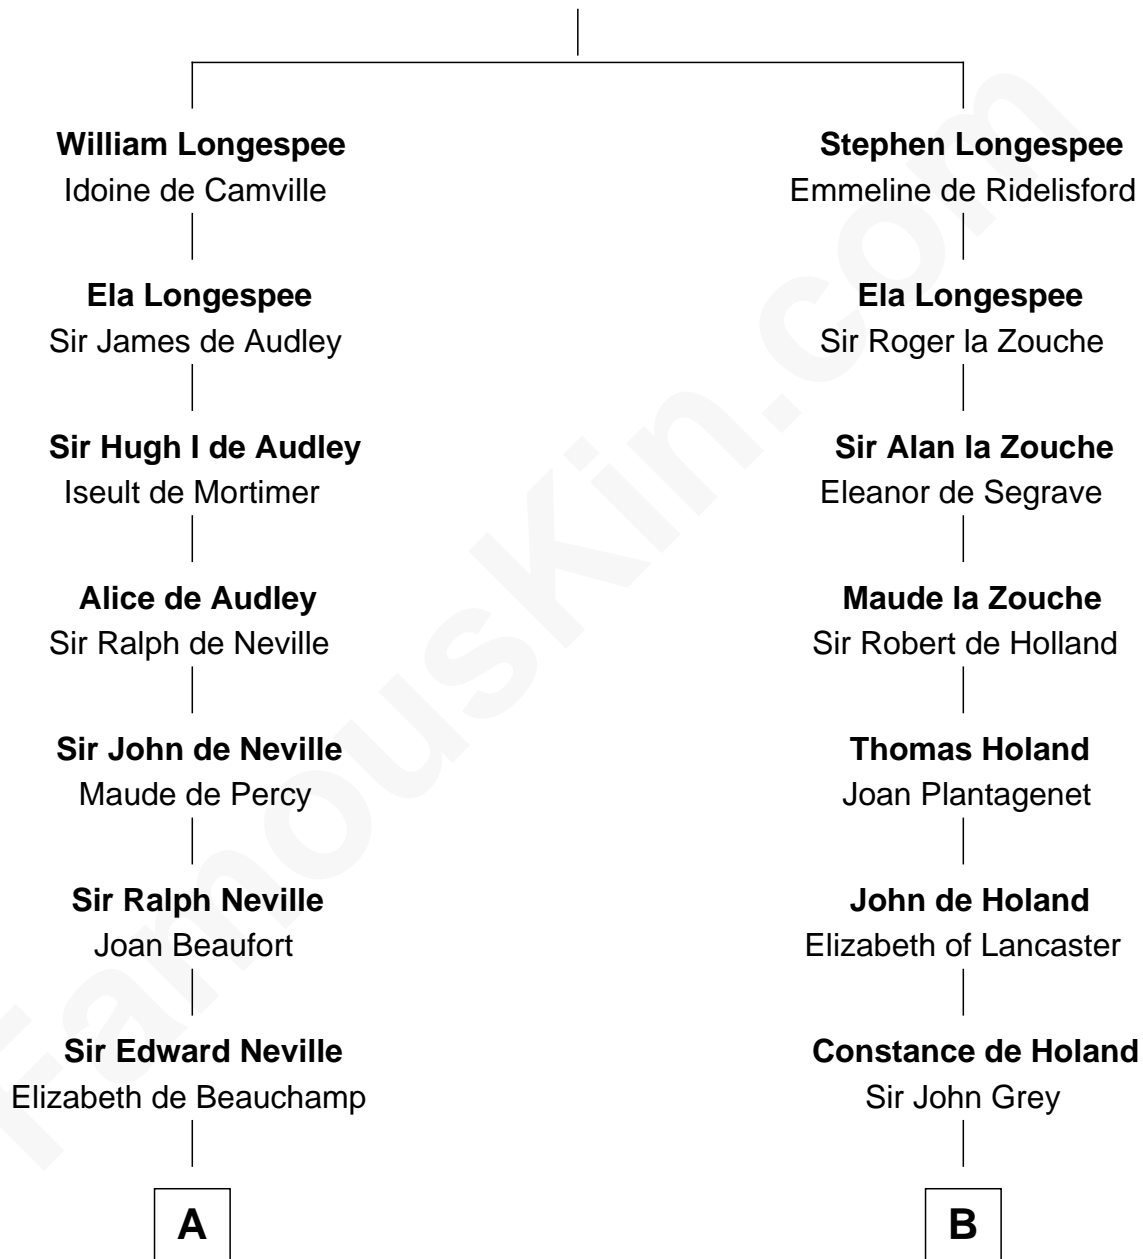 William Longespee
Idoine de Camville
Ela Longespee
Sir James de Audley
Sir Hugh I de Audley
Iseult de Mortimer
Alice de Audley
Sir Ralph de Neville
Sir John de Neville
Maude de Percy
Sir Ralph Neville
Joan Beaufort
Sir Edward Neville
Elizabeth de Beauchamp
A
Stephen Longespee
Emmeline de Ridelisford
Ela Longespee
Sir Roger la Zouche
Sir Alan la Zouche
Eleanor de Segrave
Maude la Zouche
Sir Robert de Holland
Thomas Holand
Joan Plantagenet
John de Holand
Elizabeth of Lancaster
Constance de Holand
Sir John Grey
B
FamousKin.com